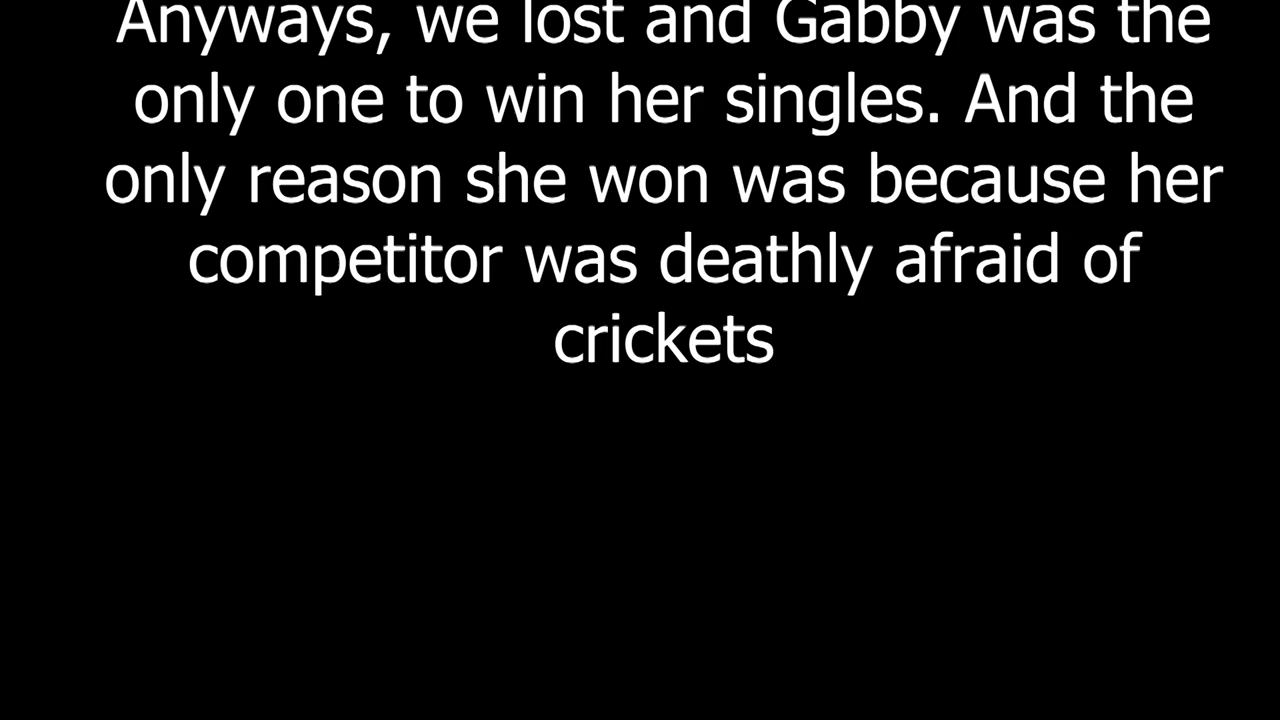 Anyways, we lost and Gabby was the
only one to win her singles. And the
only reason she won was because her
competitor was deathly afraid of
crickets